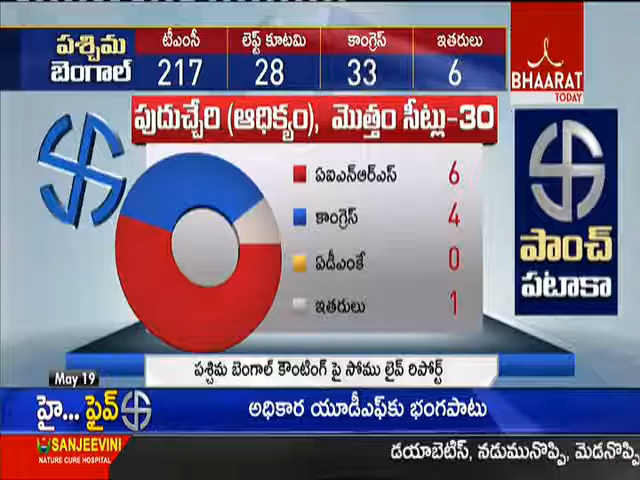 పశ్చిమ బెంగాల్
టీఎంసీ లెఫ్ట్ కూటమి కాంగ్రెస్ ఇతరులు
217 28 33 6
BHAARAT
TODAY
పుదుచ్చేరి (ఆధిక్యం), మొత్తం సీట్లు-30
ఏఐఎన్ఆర్ఎస్ 6
కాంగ్రెస్ 4
ఏడీఎంకే 0
ఇతరులు 1
పాంచ్
పటాకా
పశ్చిమ బెంగాల్ కౌంటింగ్ పై సోము లైవ్ రిపోర్ట్
May 19
హై... ఫైవ్
అధికార యూడీఎఫ్‌కు భంగపాటు
SANJEEVINI
NATURE CURE HOSPITAL
డయాబెటిస్, నడుమునొప్పి, మెడనొప్పి